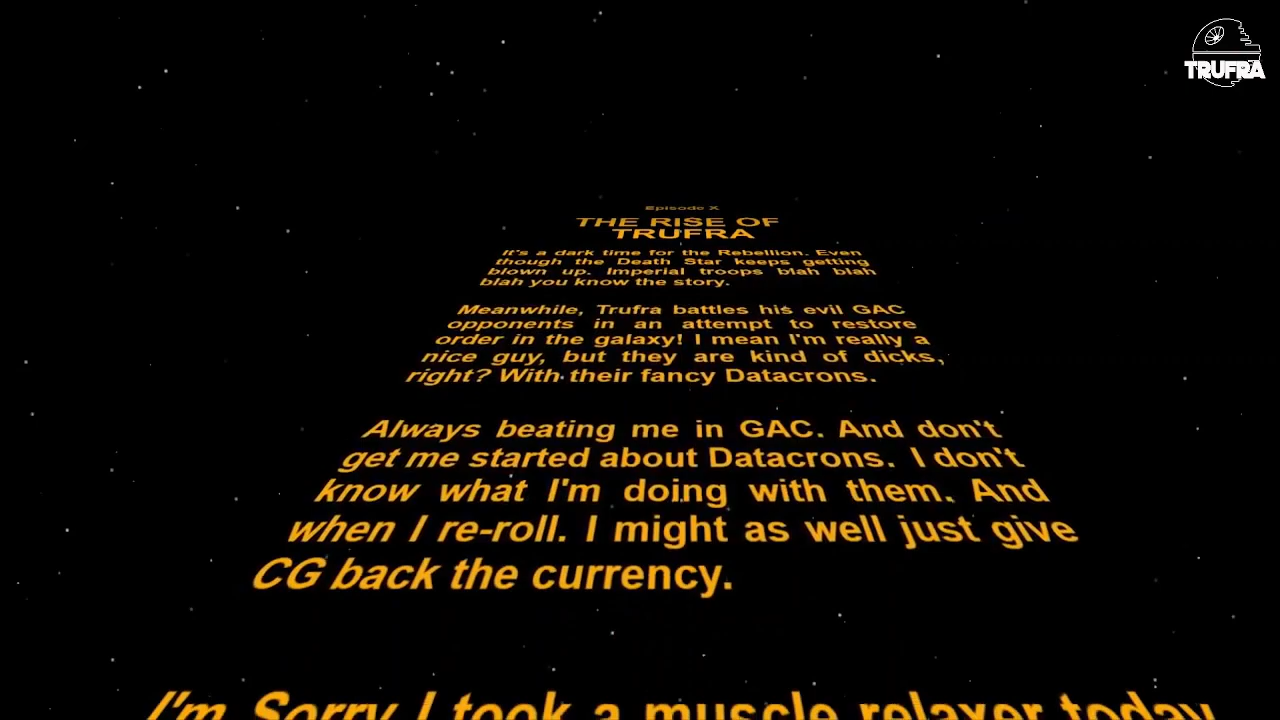 TRUFRA
Episode X
THE RISE OF
TRUFRA
It's a dark time for the Rebellion. Even
though the Death Star keeps getting
blown up. Imperial troops blah blah
blah you know the story.
Meanwhile, Trufra battles his evil GAC
opponents in an attempt to restore
order in the galaxy! I mean I'm really a
nice guy, but they are kind of dicks,
right? With their fancy Datacrons.
Always beating me in GAC. And don't
get me started about Datacrons. I don't
know what I'm doing with them. And
when I re-roll. I might as well just give
CG back the currency.
I'm Sorry I took a muscle relaxer today